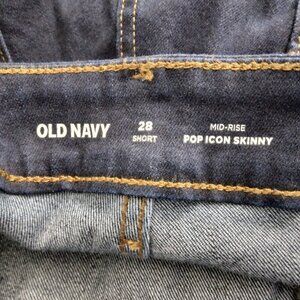 OLD NAVY
28
SHORT
MID-RISE
POP ICON SKINNY